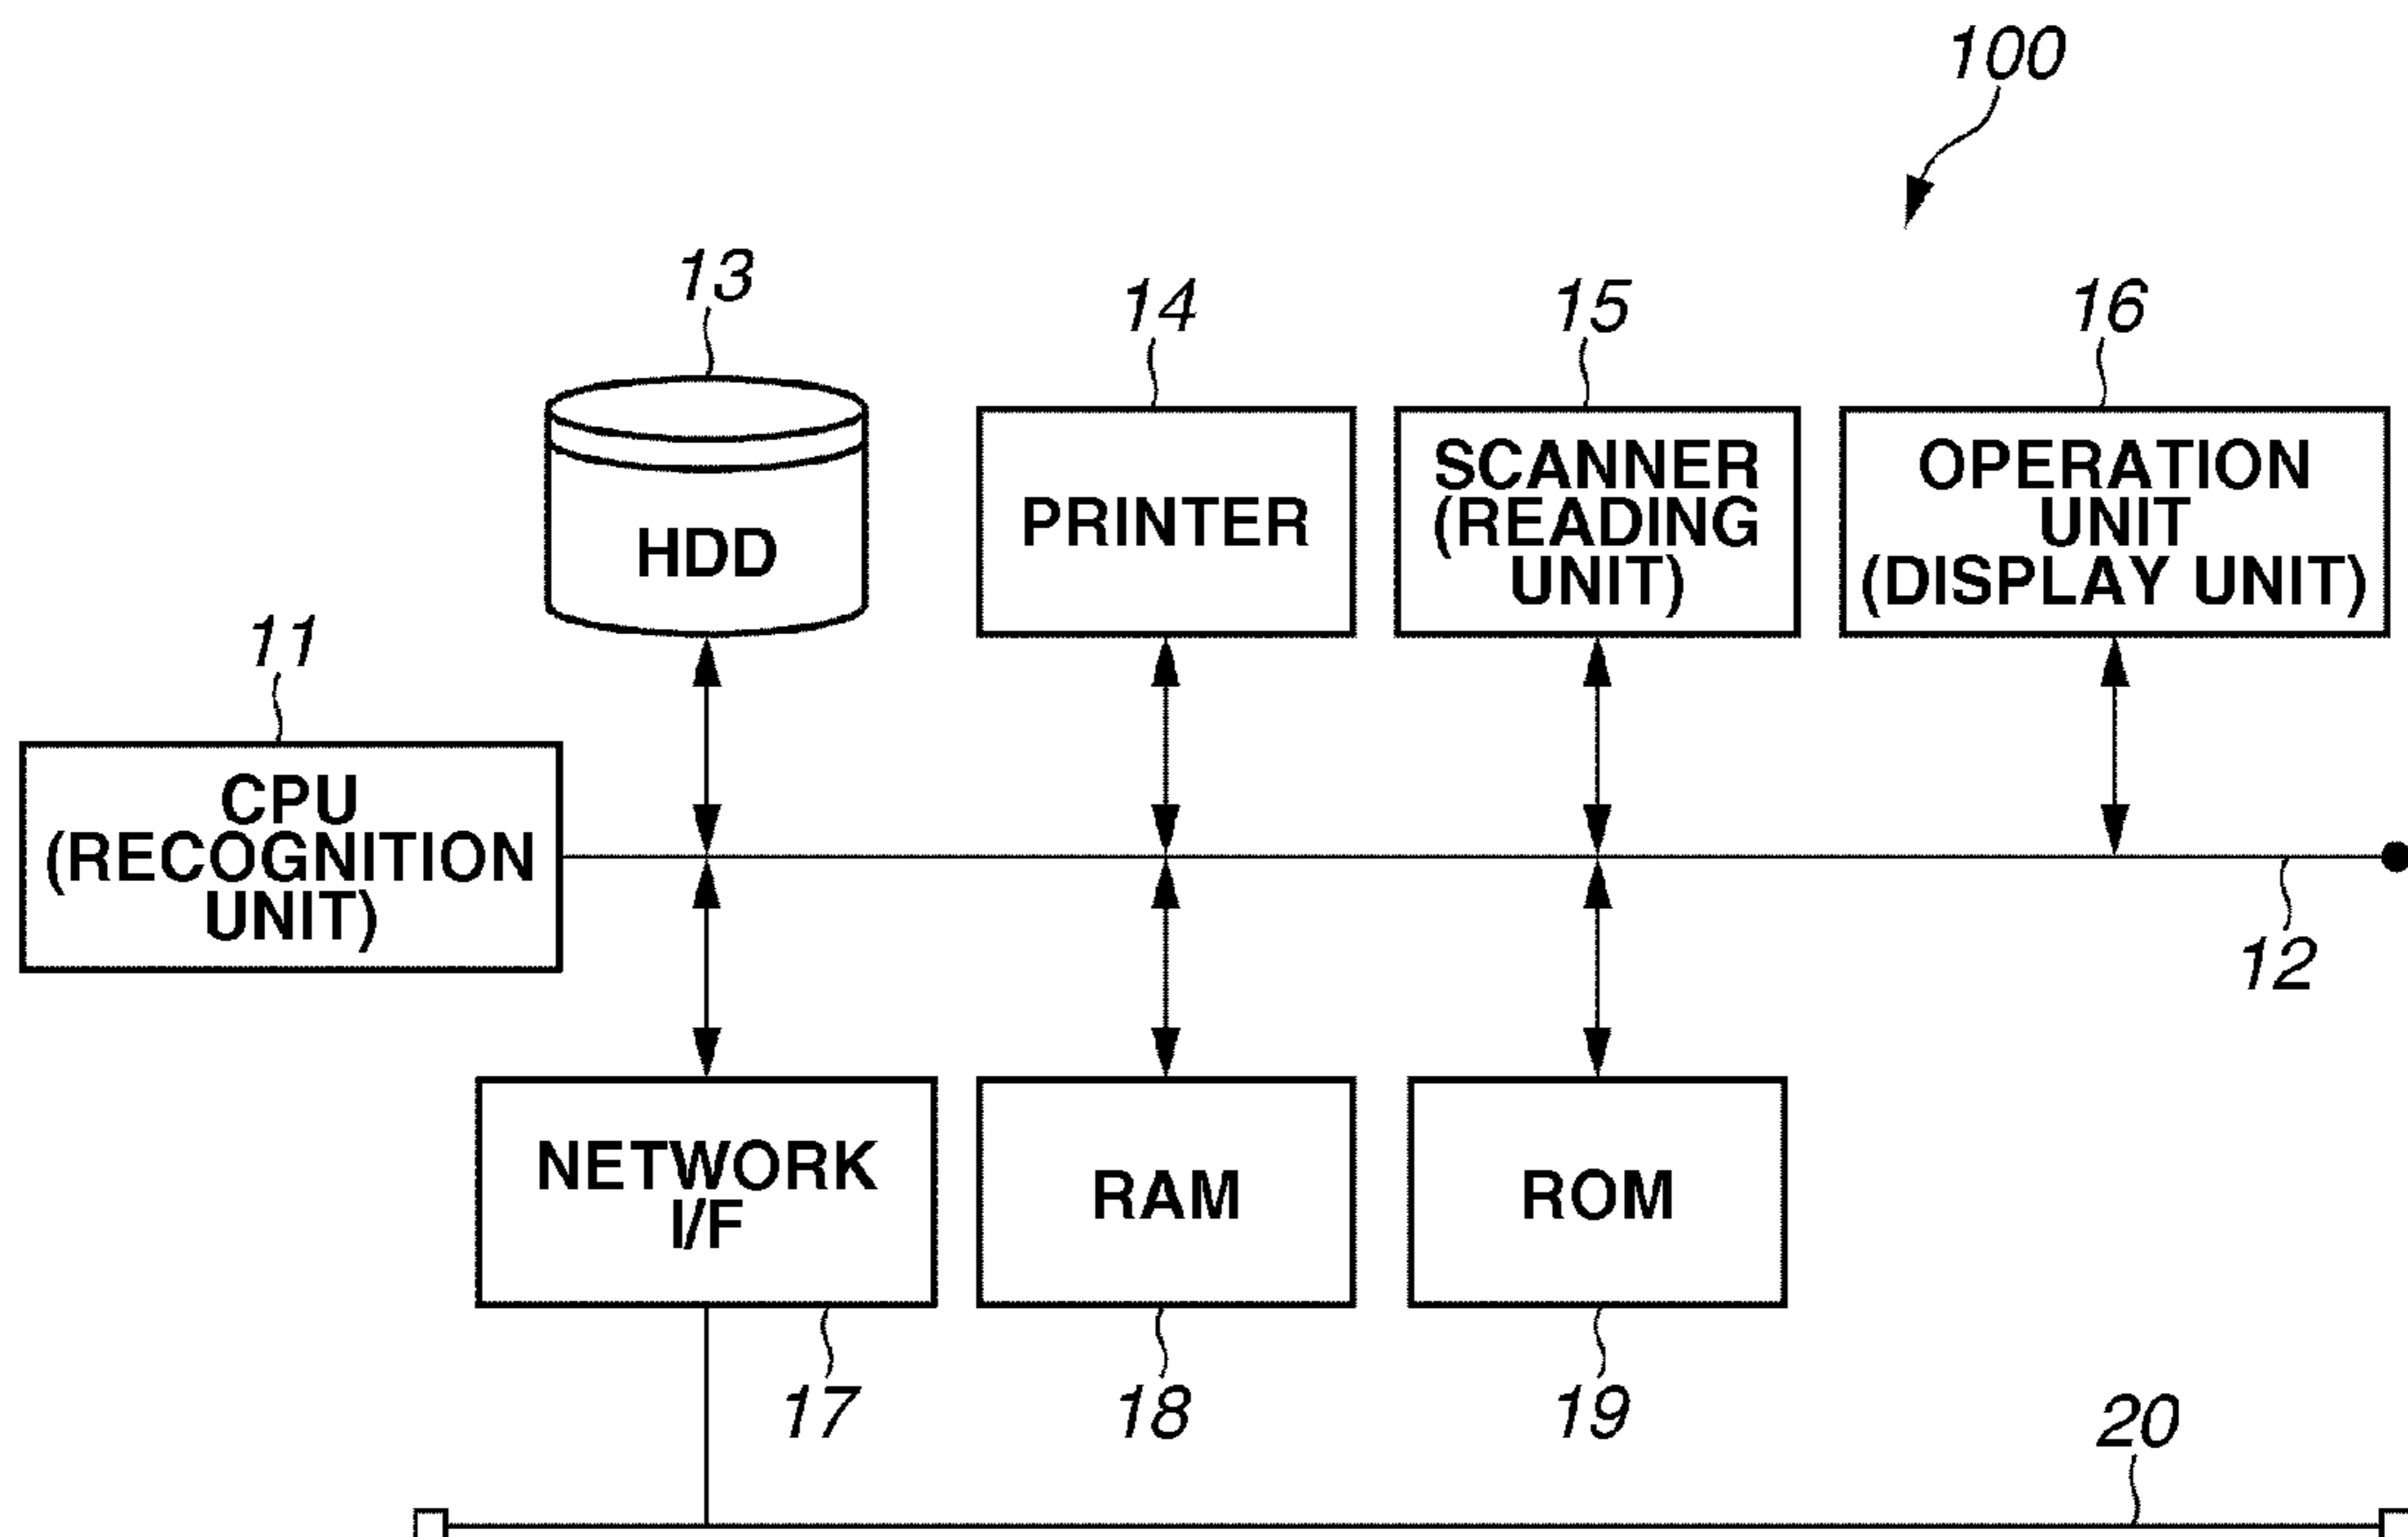 100
13
14
15
16
HDD
PRINTER
SCANNER
(READING
UNIT)
OPERATION
UNIT
(DISPLAY UNIT)
11
CPU
(RECOGNITION
UNIT)
12
NETWORK
I/F
RAM
ROM
17
18
19
20